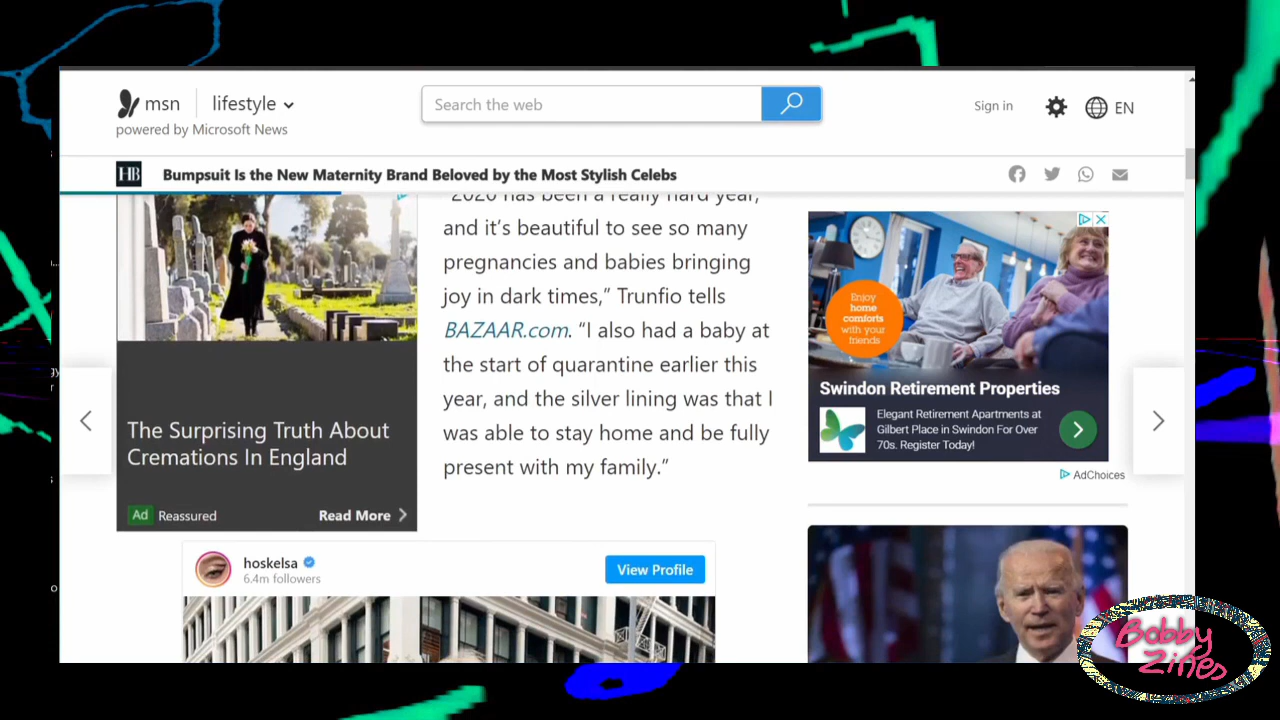 msn
lifestyle
powered by Microsoft News
Search the web
Sign in
EN
HB
Bumpsuit Is the New Maternity Brand Beloved by the Most Stylish Celebs
“2020 has been a really hard year,
and it’s beautiful to see so many
pregnancies and babies bringing
joy in dark times,” Trunfio tells
BAZAAR.com. “I also had a baby at
the start of quarantine earlier this
year, and the silver lining was that I
was able to stay home and be fully
present with my family.”
The Surprising Truth About
Cremations In England
Ad Reassured
Read More
hoskelsa
6.4m followers
View Profile
Enjoy
home
comforts
with your
friends
Swindon Retirement Properties
Elegant Retirement Apartments at
Gilbert Place in Swindon For Over
70s. Register Today!
AdChoices
Bobby
Zines